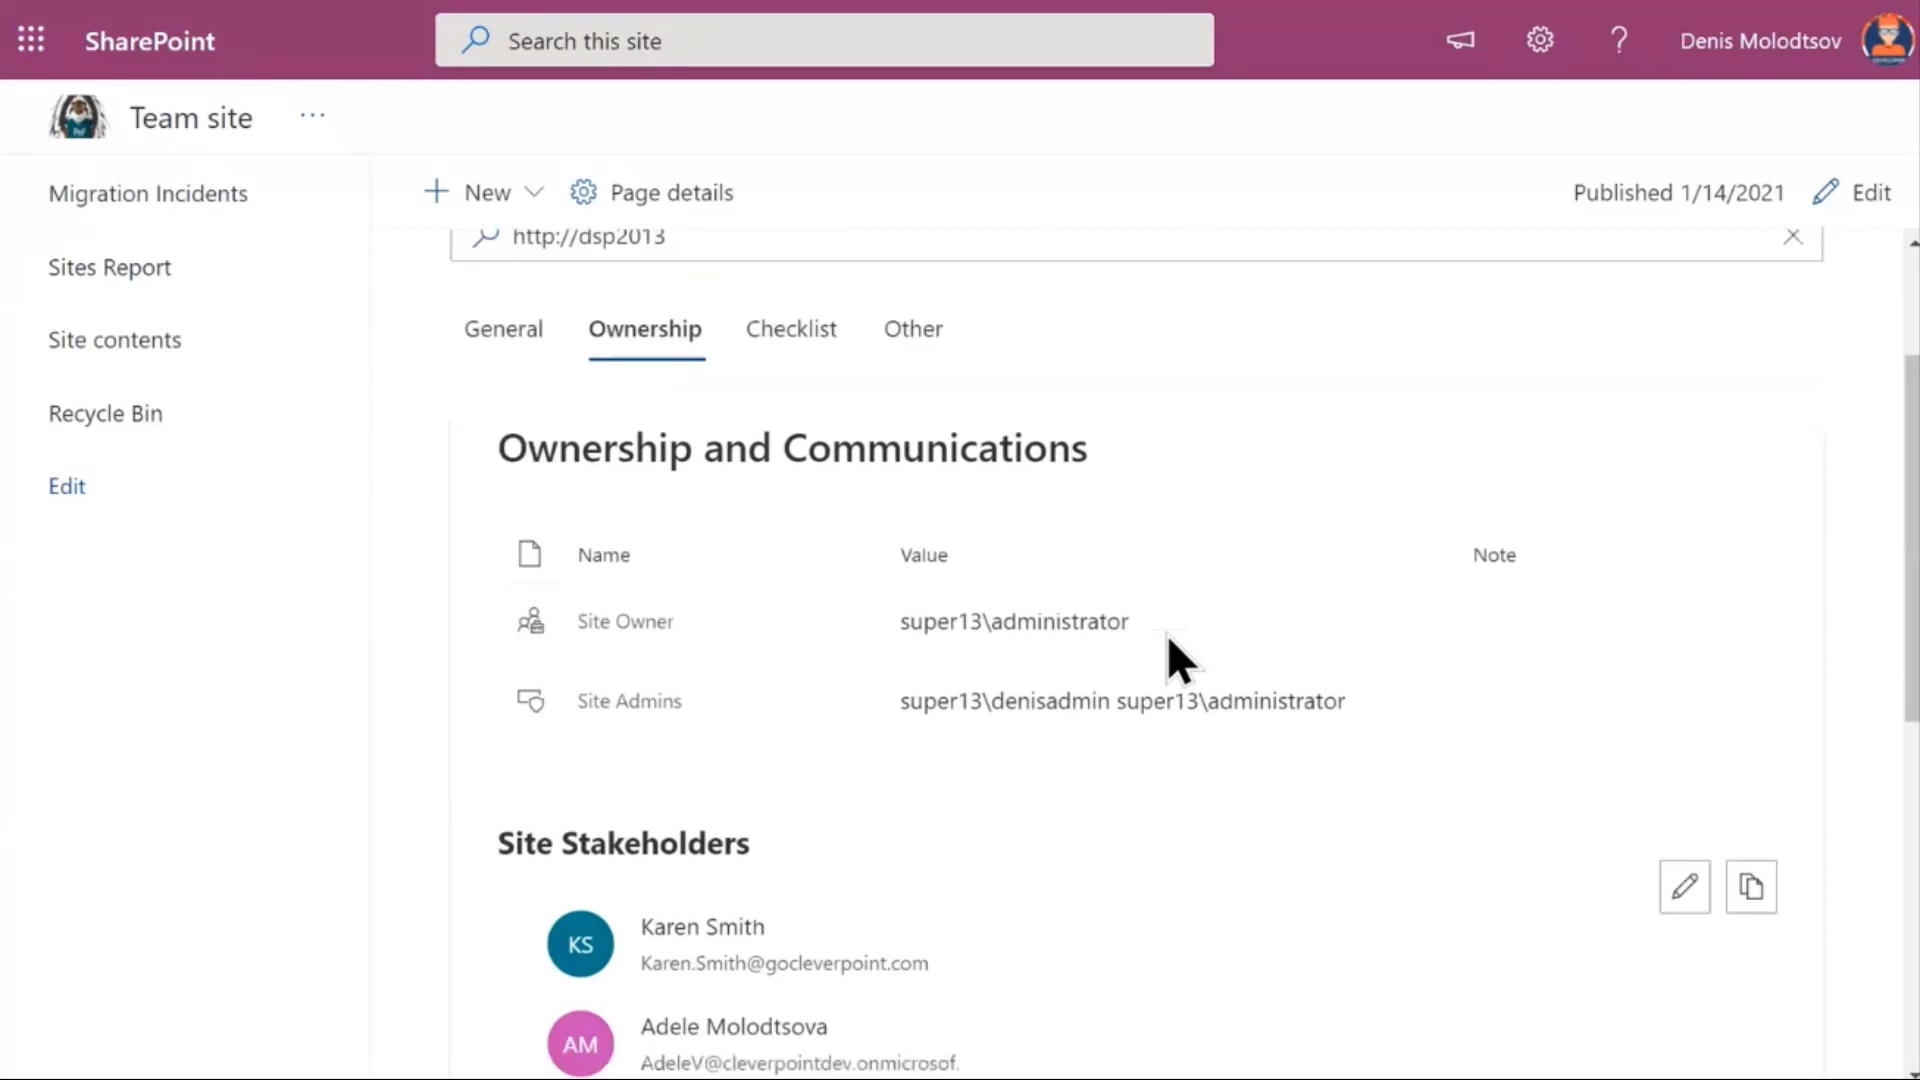 SharePoint
Search this site
Denis Molodtsov
Team site
...
Migration Incidents
Sites Report
Site contents
Recycle Bin
Edit
New
Page details
Published 1/14/2021
Edit
http://dsp2013
General
Ownership
Checklist
Other
Ownership and Communications
Name
Value
Note
Site Owner
super13\administrator
Site Admins
super13\denisadmin super13\administrator
Site Stakeholders
KS
Karen Smith
Karen.Smith@gocleverpoint.com
AM
Adele Molodtsova
AdeleV@cleverpointdev.onmicrosof.